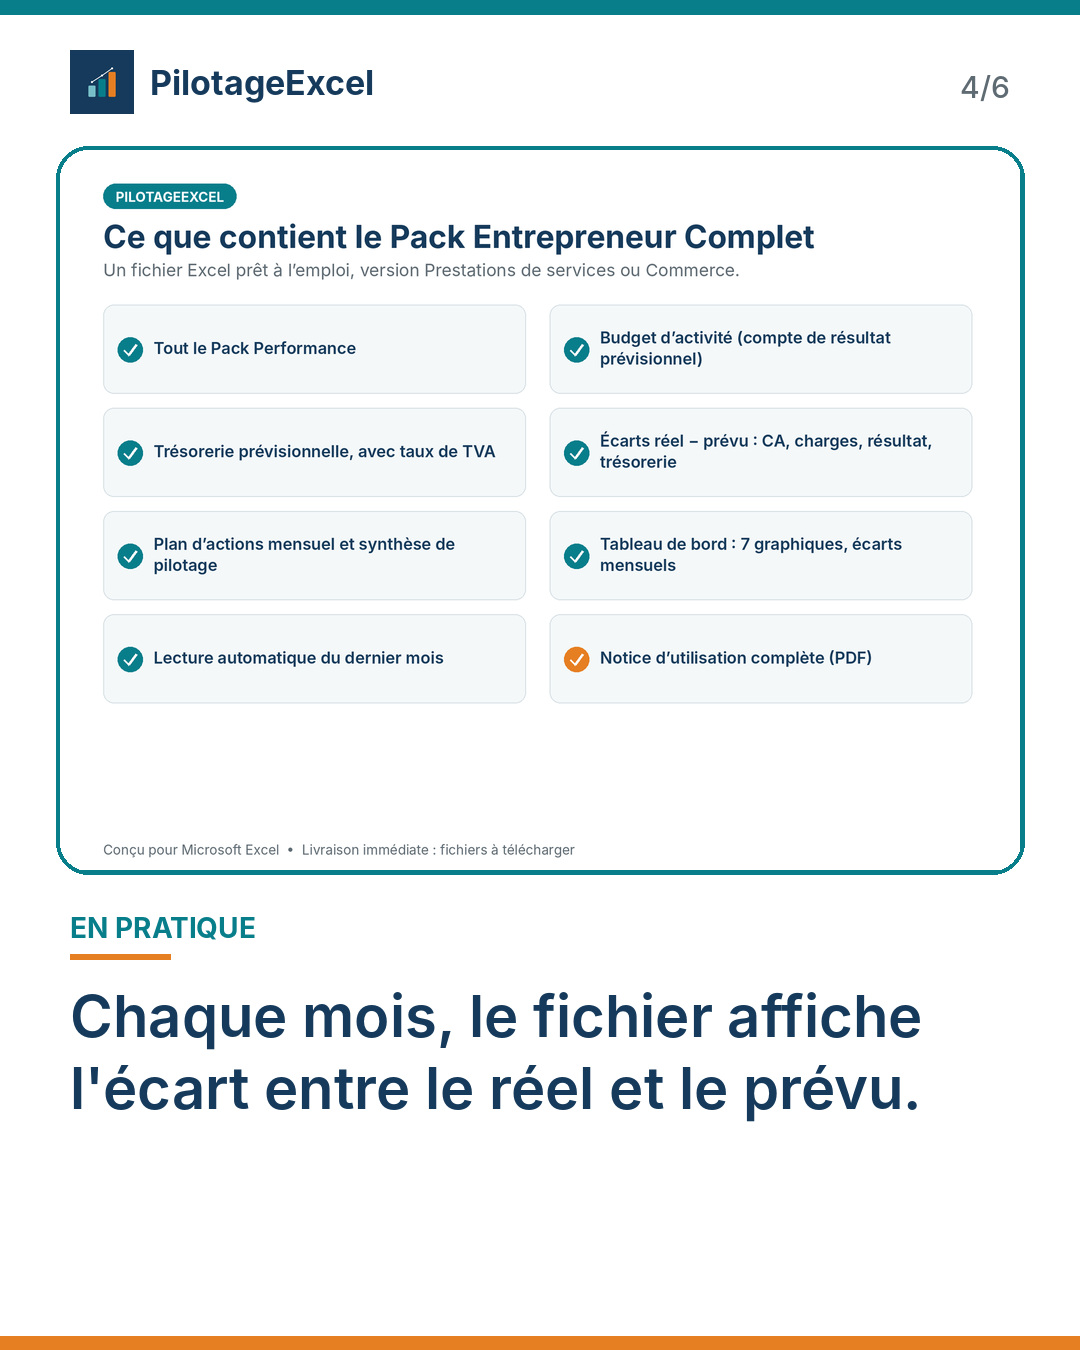 PilotageExcel
4/6
PILOTAGEEXCEL
Ce que contient le Pack Entrepreneur Complet
Un fichier Excel prêt à l’emploi, version Prestations de services ou Commerce.
Tout le Pack Performance
Budget d’activité (compte de résultat
prévisionnel)
Trésorerie prévisionnelle, avec taux de TVA
Écarts réel – prévu : CA, charges, résultat,
trésorerie
Plan d’actions mensuel et synthèse de
pilotage
Tableau de bord : 7 graphiques, écarts
mensuels
Lecture automatique du dernier mois
Notice d’utilisation complète (PDF)
Conçu pour Microsoft Excel • Livraison immédiate : fichiers à télécharger
EN PRATIQUE
Chaque mois, le fichier affiche
l'écart entre le réel et le prévu.